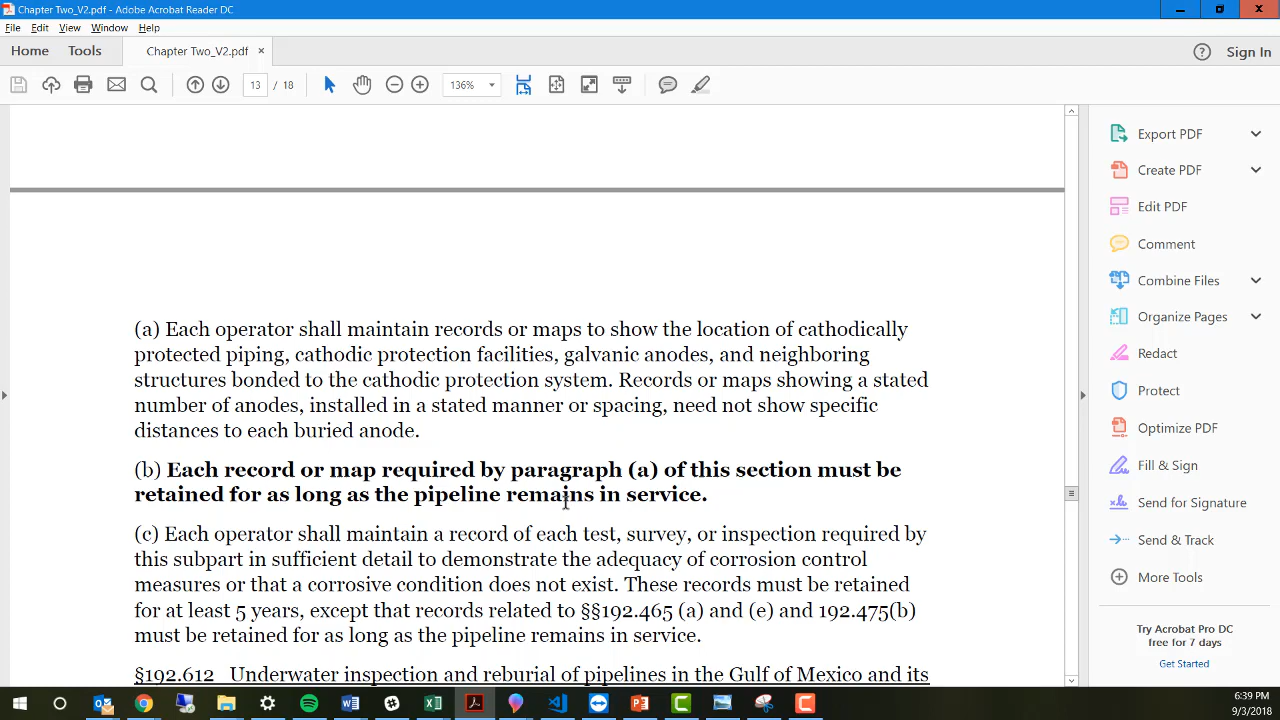 Chapter Two_V2.pdf - Adobe Acrobat Reader DC
File Edit View Window Help
Home Tools Chapter Two_V2.pdf × Sign In
13 / 18 136%
Export PDF
Create PDF
Edit PDF
Comment
Combine Files
Organize Pages
Redact
Protect
Optimize PDF
Fill & Sign
Send for Signature
Send & Track
More Tools
Try Acrobat Pro DC
free for 7 days
Get Started
(a) Each operator shall maintain records or maps to show the location of cathodically
protected piping, cathodic protection facilities, galvanic anodes, and neighboring
structures bonded to the cathodic protection system. Records or maps showing a stated
number of anodes, installed in a stated manner or spacing, need not show specific
distances to each buried anode.
(b) Each record or map required by paragraph (a) of this section must be
retained for as long as the pipeline remains in service.
(c) Each operator shall maintain a record of each test, survey, or inspection required by
this subpart in sufficient detail to demonstrate the adequacy of corrosion control
measures or that a corrosive condition does not exist. These records must be retained
for at least 5 years, except that records related to §§192.465 (a) and (e) and 192.475(b)
must be retained for as long as the pipeline remains in service.
§192.612 Underwater inspection and reburial of pipelines in the Gulf of Mexico and its
6:39 PM
9/3/2018